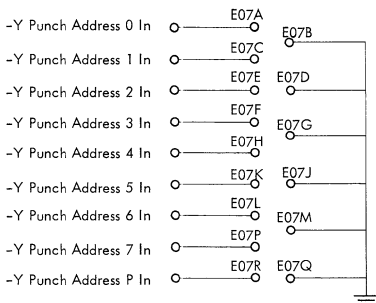 E07A
-Y Punch Address 0 In
E07B
E07C
-Y Punch Address 1 In
E07E E07D
-Y Punch Address 2 In
E07F
-Y Punch Address 3 In
E07G
E07H
-Y Punch Address 4 In
E07K E07J
-Y Punch Address 5 In
E07L
-Y Punch Address 6 In
E07M
E07P
-Y Punch Address 7 In
E07R E07Q
-Y Punch Address P In